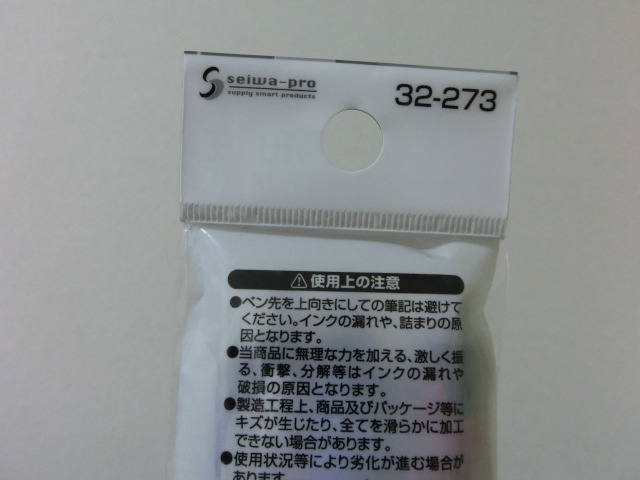 seiwa-pro
supply smart products
32-273
⚠使用上の注意
●ペン先を上向きにしての筆記は避けて
ください。インクの漏れや、詰まりの原
因となります。
●当商品に無理な力を加える、激しく振
る、衝撃、分解等はインクの漏れや
破損の原因となります。
●製造工程上、商品及びパッケージ等に
キズが生じたり、全てを滑らかに加工
できない場合があります。
●使用状況等により劣化が進む場合が
あります。